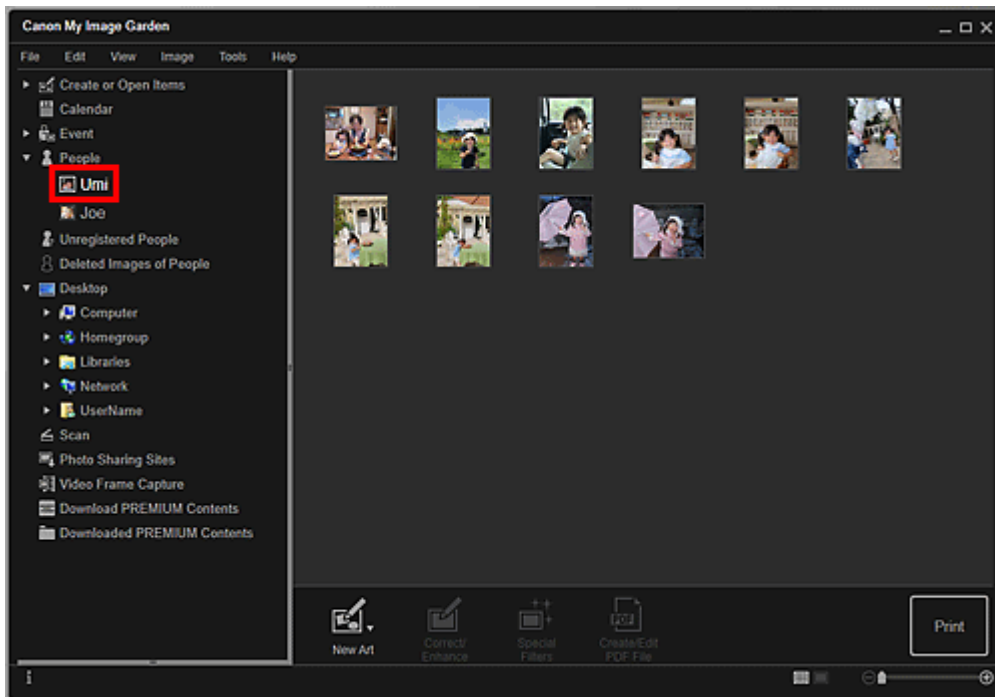 Canon My Image Garden
File Edit View Image Tools Help
Create or Open Items
Calendar
Event
People
Umi
Joe
Unregistered People
Deleted Images of People
Desktop
Computer
Homegroup
Libraries
Network
UserName
Scan
Photo Sharing Sites
Video Frame Capture
Download PREMIUM Contents
Downloaded PREMIUM Contents
New Art
Correct/
Enhance
Special
Filters
Create/Edit
PDF File
PDF
Print